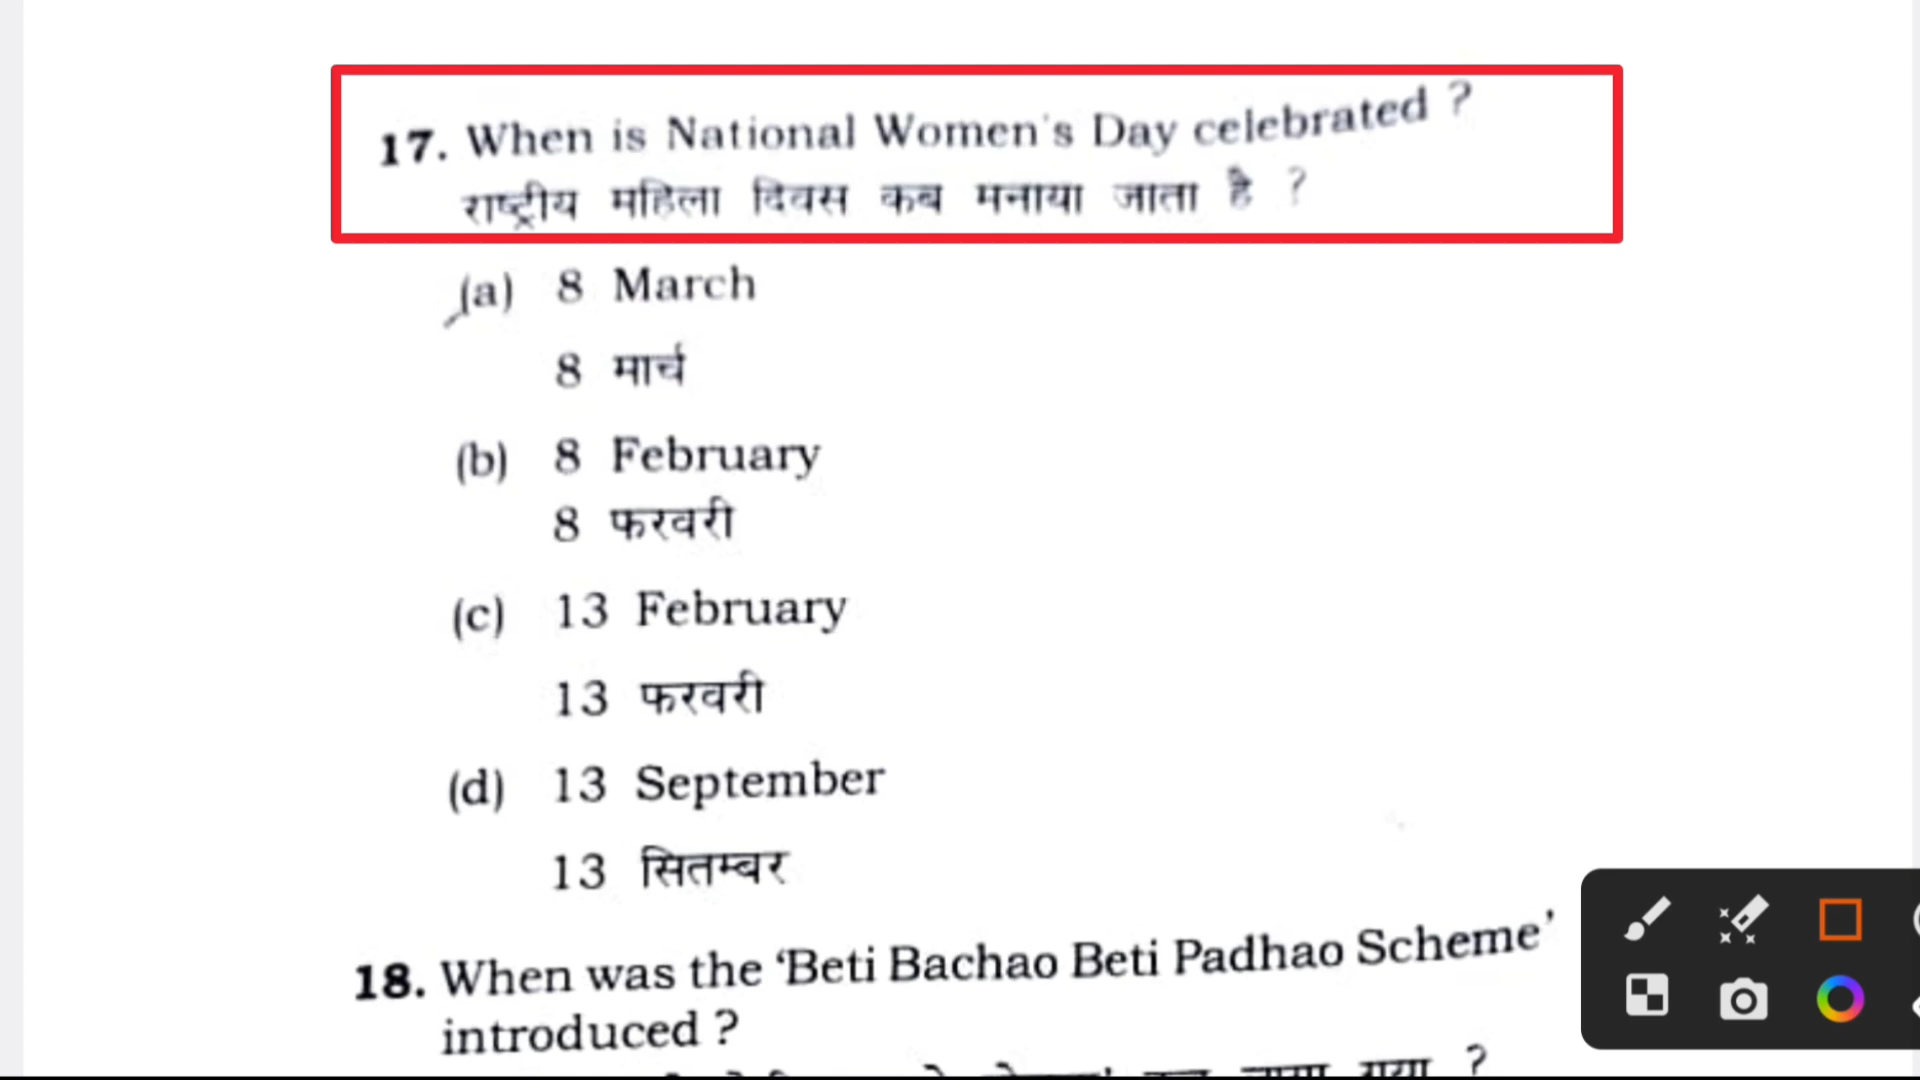 17. When is National Women's Day celebrated ?
राष्ट्रीय महिला दिवस कब मनाया जाता है ?
(a) 8 March
8 मार्च
(b) 8 February
8 फरवरी
(c) 13 February
13 फरवरी
(d) 13 September
13 सितम्बर
18. When was the ‘Beti Bachao Beti Padhao Scheme’
introduced ?
गया ?